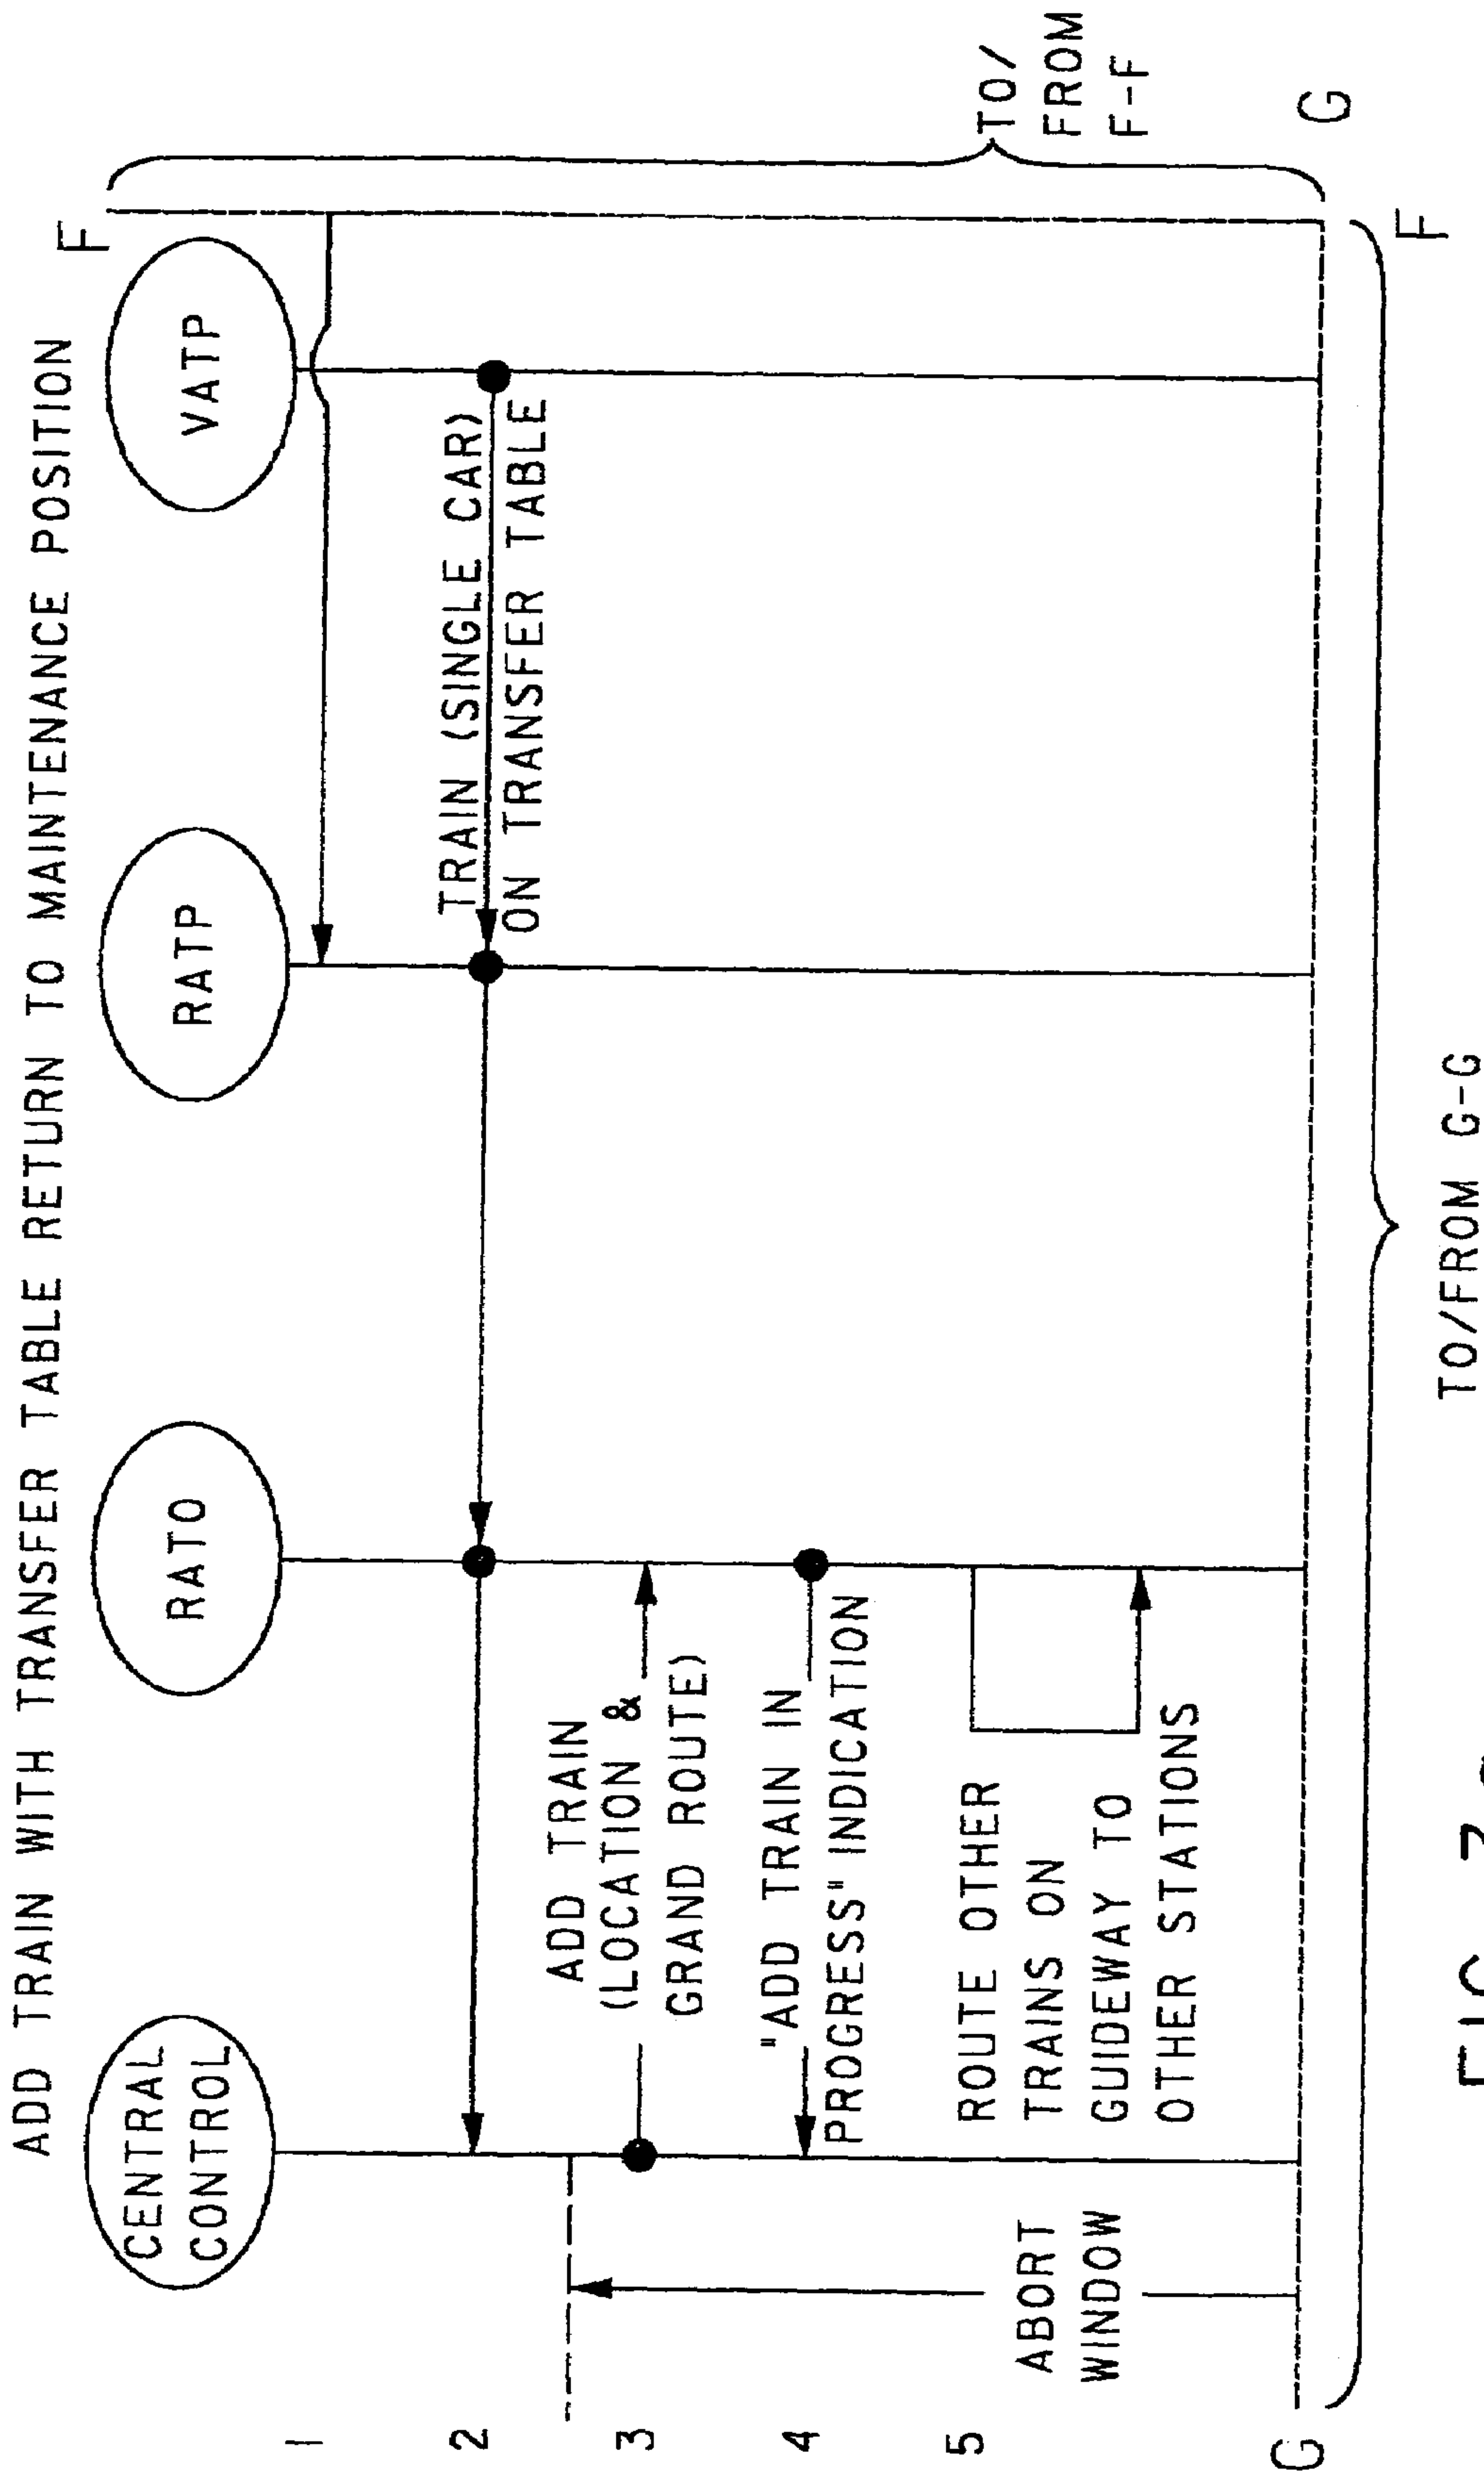 ADD TRAIN WITH TRANSFER TABLE RETURN TO MAINTENANCE POSITION
F
CENTRAL
CONTROL
RATO
RATP
VATP
1
2
TRAIN (SINGLE CAR)
ON TRANSFER TABLE
3
ADD TRAIN
(LOCATION &
GRAND ROUTE)
4
"ADD TRAIN IN
PROGRESS" INDICATION
5
ROUTE OTHER
TRAINS ON
GUIDEWAY TO
OTHER STATIONS
ABORT
WINDOW
TO/
FROM
F-F
G
G
F
TO/FROM G-G